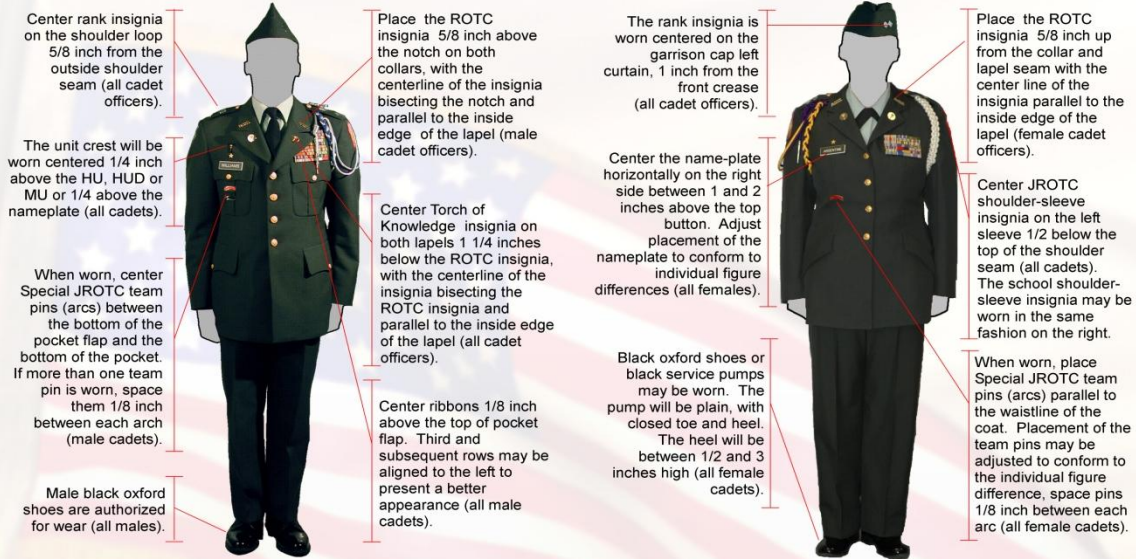 Center rank insignia
on the shoulder loop
5/8 inch from the
outside shoulder
seam (all cadet
officers).
The unit crest will be
worn centered 1/4 inch
above the HU, HUD or
MU or 1/4 above the
nameplate (all cadets).
When worn, center
Special JROTC team
pins (arcs) between
the bottom of the
pocket flap and the
bottom of the pocket.
If more than one team
pin is worn, space
them 1/8 inch
between each arch
(male cadets).
Male black oxford
shoes are authorized
for wear (all males).
WILLIAMS
Place the ROTC
insignia 5/8 inch above
the notch on both
collars, with the
centerline of the insignia
bisecting the notch and
parallel to the inside
edge of the lapel (male
cadet officers).
Center Torch of
Knowledge insignia on
both lapels 1 1/4 inches
below the ROTC insignia,
with the centerline of the
insignia bisecting the
ROTC insignia and
parallel to the inside edge
of the lapel (all cadet
officers).
Center ribbons 1/8 inch
above the top of pocket
flap. Third and
subsequent rows may be
aligned to the left to
present a better
appearance (all male
cadets).
The rank insignia is
worn centered on the
garrison cap left
curtain, 1 inch from the
front crease
(all cadet officers).
Center the name-plate
horizontally on the right
side between 1 and 2
inches above the top
button. Adjust
placement of the
nameplate to conform to
individual figure
differences (all females).
Black oxford shoes or
black service pumps
may be worn. The
pump will be plain, with
closed toe and heel.
The heel will be
between 1/2 and 3
inches high (all female
cadets).
Place the ROTC
insignia 5/8 inch up
from the collar and
lapel seam with the
center line of the
insignia parallel to the
inside edge of the
lapel (female cadet
officers).
Center JROTC
shoulder-sleeve
insignia on the left
sleeve 1/2 below the
top of the shoulder
seam (all cadets).
The school shoulder-
sleeve insignia may be
worn in the same
fashion on the right.
When worn, place
Special JROTC team
pins (arcs) parallel to
the waistline of the
coat. Placement of the
team pins may be
adjusted to conform to
the individual figure
difference, space pins
1/8 inch between each
arc (all female cadets).